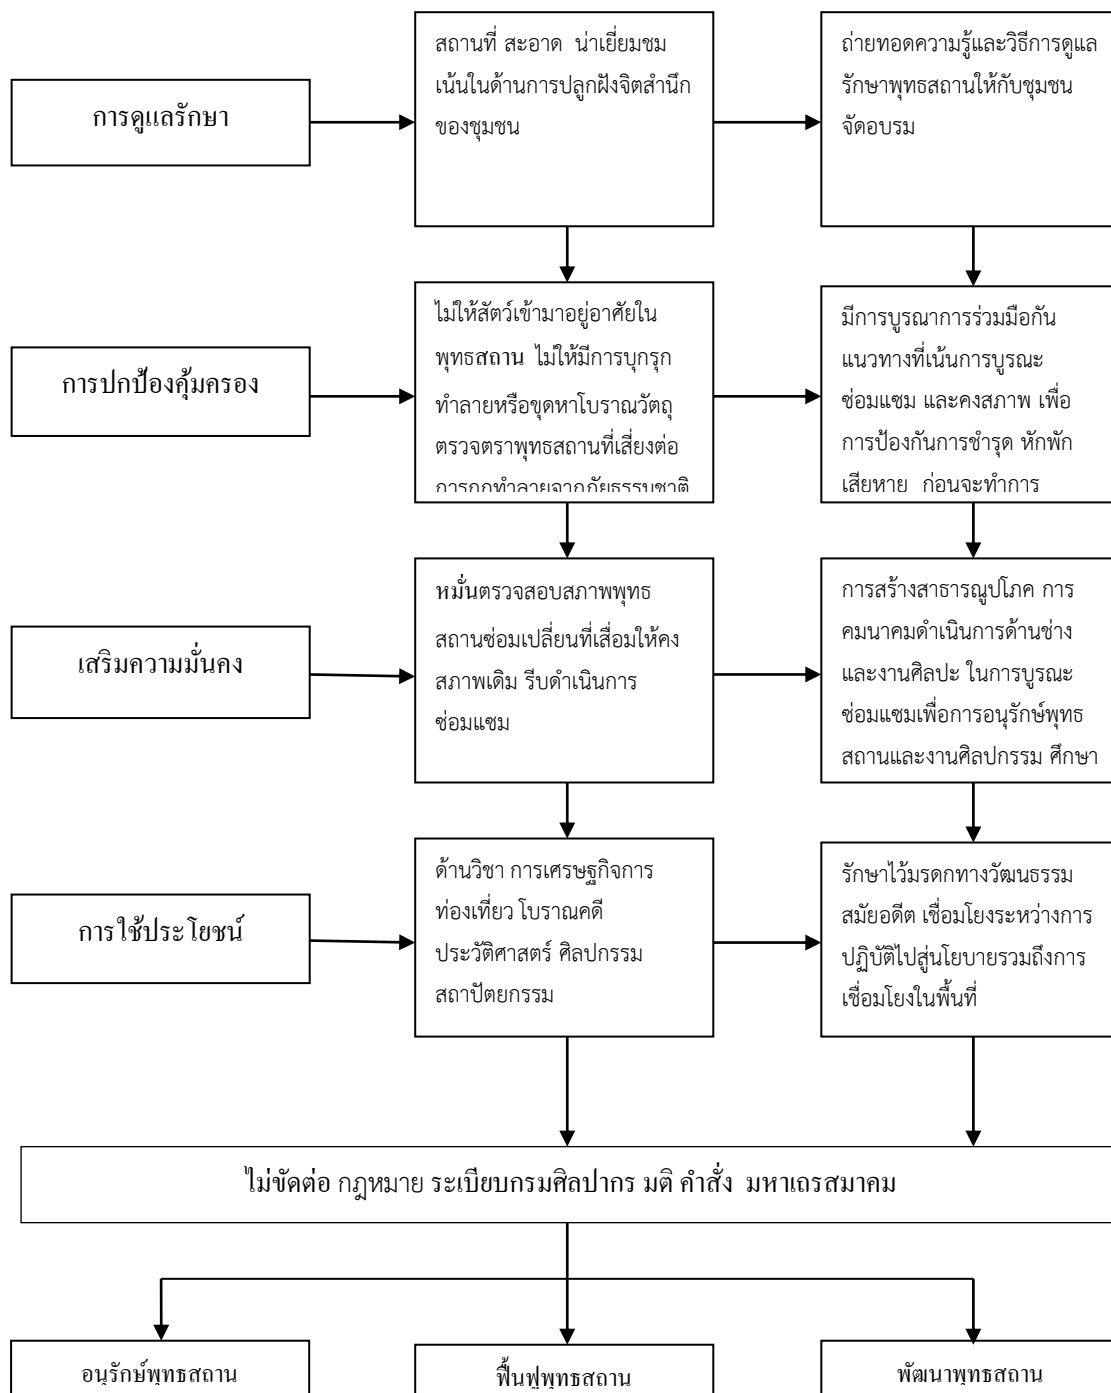 การดูแลรักษา
สถานที่ สะอาด น่าเยี่ยมชม
เน้นในด้านการปลูกฝังจิตสำนึก
ของชุมชน
ถ่ายทอดความรู้และวิธีการดูแล
รักษาพุทธสถานให้กับชุมชน
จัดอบรม
การปกป้องคุ้มครอง
ไม่ให้สัตว์เข้ามาอยู่อาศัยใน
พุทธสถาน ไม่ให้มีการบุกรุก
ทำลายหรือขุดหาโบราณวัตถุ
ตรวจตราพุทธสถานที่เสี่ยงต่อ
การถูกทำลายจากภัยธรรมชาติ
มีการบูรณาการร่วมมือกัน
แนวทางที่เน้นการบูรณะ
ซ่อมแซม และคงสภาพ เพื่อ
การป้องกันการชำรุด หักพัก
เสียหาย ก่อนจะทำการ
เสริมความมั่นคง
หมั่นตรวจสอบสภาพพุทธ
สถานซ่อมเปลี่ยนที่เสื่อมให้คง
สภาพเดิม รีบดำเนินการ
ซ่อมแซม
การสร้างสาธารณูปโภค การ
คมนาคมดำเนินการด้านช่าง
และงานศิลปะ ในการบูรณะ
ซ่อมแซมเพื่อการอนุรักษ์พุทธ
สถานและงานศิลปกรรม ศึกษา
การใช้ประโยชน์
ด้านวิชา การเศรษฐกิจการ
ท่องเที่ยว โบราณคดี
ประวัติศาสตร์ ศิลปกรรม
สถาปัตยกรรม
รักษาไว้มรดกทางวัฒนธรรม
สมัยอดีต เชื่อมโยงระหว่างการ
ปฏิบัติไปสู่นโยบายรวมถึงการ
เชื่อมโยงในพื้นที่
ไม่ขัดต่อ กฎหมาย ระเบียบกรมศิลปากร มติ คำสั่ง มหาเถรสมาคม
อนุรักษ์พุทธสถาน
ฟื้นฟูพุทธสถาน
พัฒนาพุทธสถาน